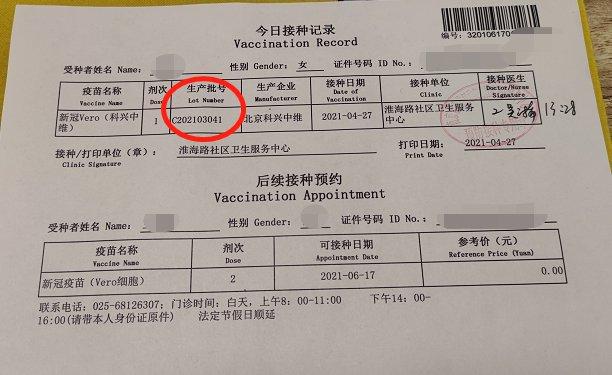 今日接种记录
Vaccination Record
编号: 3201061704
受种者姓名 Name: 性别 Gender: 女 证件号码 ID No.:
疫苗名称 剂次 生产批号 生产企业 接种日期 接种单位 接种医生
Vaccine Name Dose Lot Number Manufacturer Date of Vaccination Clinic Doctor/Nurse Signature
新冠Vero（科兴中维） 1 C202103041 北京科兴中维 2021-04-27 淮海路社区卫生服务中心
接种/打印单位（章）: 淮海路社区卫生服务中心 打印日期: 2021-04-27
Clinic Signature Printed Date:
后续接种预约
Vaccination Appointment
受种者姓名 Name: 性别 Gender: 证件号码 ID No.:
疫苗名称 剂次 可接种日期 参考价（元）
Vaccine Name Dose Appointment Date Reference Price (Yuan)
新冠疫苗（Vero细胞） 2 2021-06-17 0.00
联系电话: 025-68126307; 门诊时间: 白天, 上午8: 00-11:00 下午14: 00-
16:00(请带本人身份证原件) 法定节假日顺延